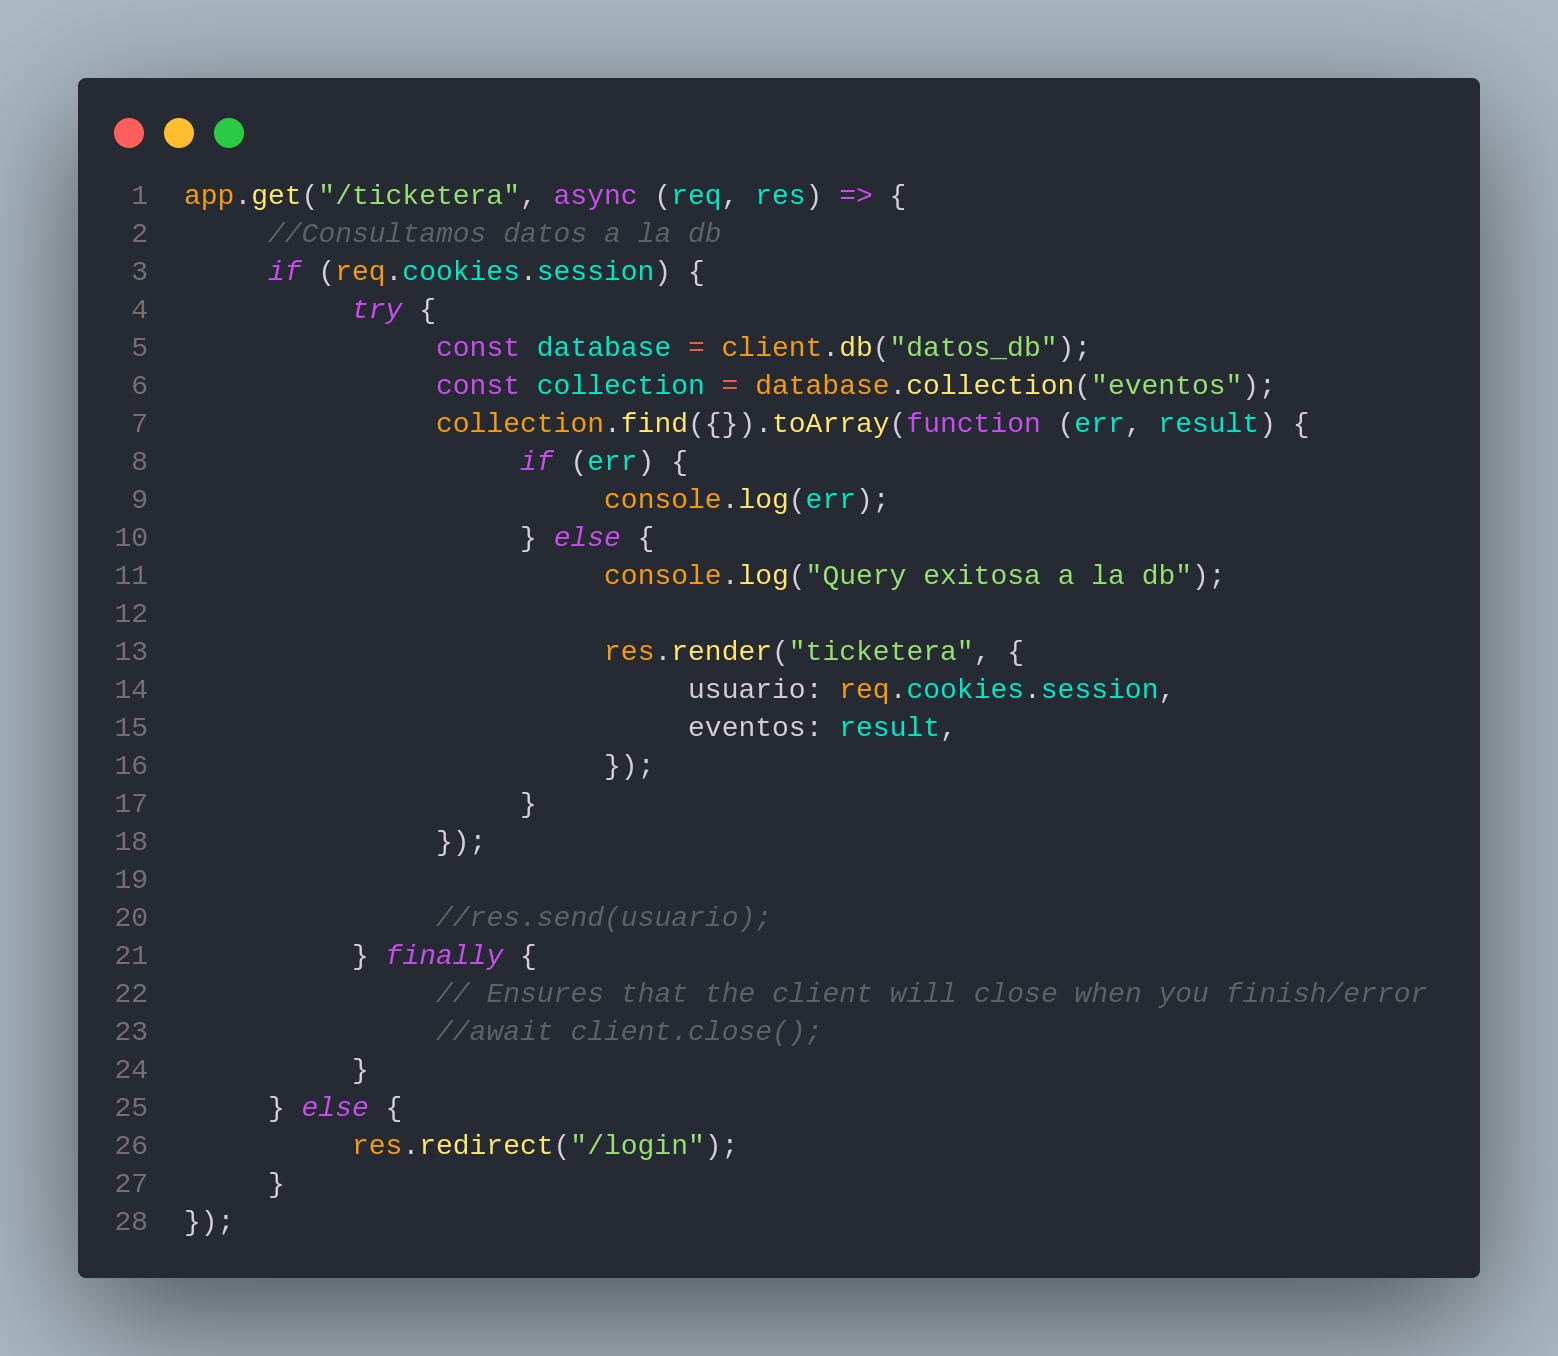 1 app.get("/ticketera", async (req, res) => {
2 //Consultamos datos a la db
3 if (req.cookies.session) {
4 try {
5 const database = client.db("datos_db");
6 const collection = database.collection("eventos");
7 collection.find({}).toArray(function (err, result) {
8 if (err) {
9 console.log(err);
10 } else {
11 console.log("Query exitosa a la db");
12
13 res.render("ticketera", {
14 usuario: req.cookies.session,
15 eventos: result,
16 });
17 }
18 });
19
20 //res.send(usuario);
21 } finally {
22 // Ensures that the client will close when you finish/error
23 //await client.close();
24 }
25 } else {
26 res.redirect("/login");
27 }
28 });